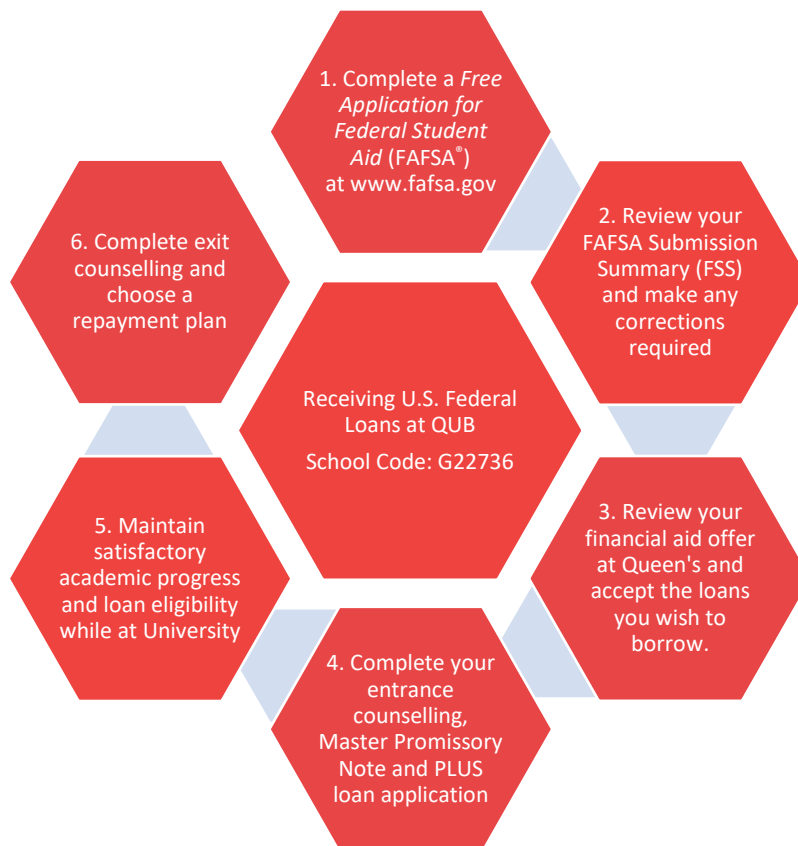 1. Complete a Free
Application for
Federal Student
Aid (FAFSA®)
at www.fafsa.gov
2. Review your
FAFSA Submission
Summary (FSS)
and make any
corrections
required
3. Review your
financial aid offer
at Queen's and
accept the loans
you wish to
borrow.
4. Complete your
entrance
counselling,
Master Promissory
Note and PLUS
loan application
5. Maintain
satisfactory
academic progress
and loan eligibility
while at University
6. Complete exit
counselling and
choose a
repayment plan
Receiving U.S. Federal
Loans at QUB
School Code: G22736